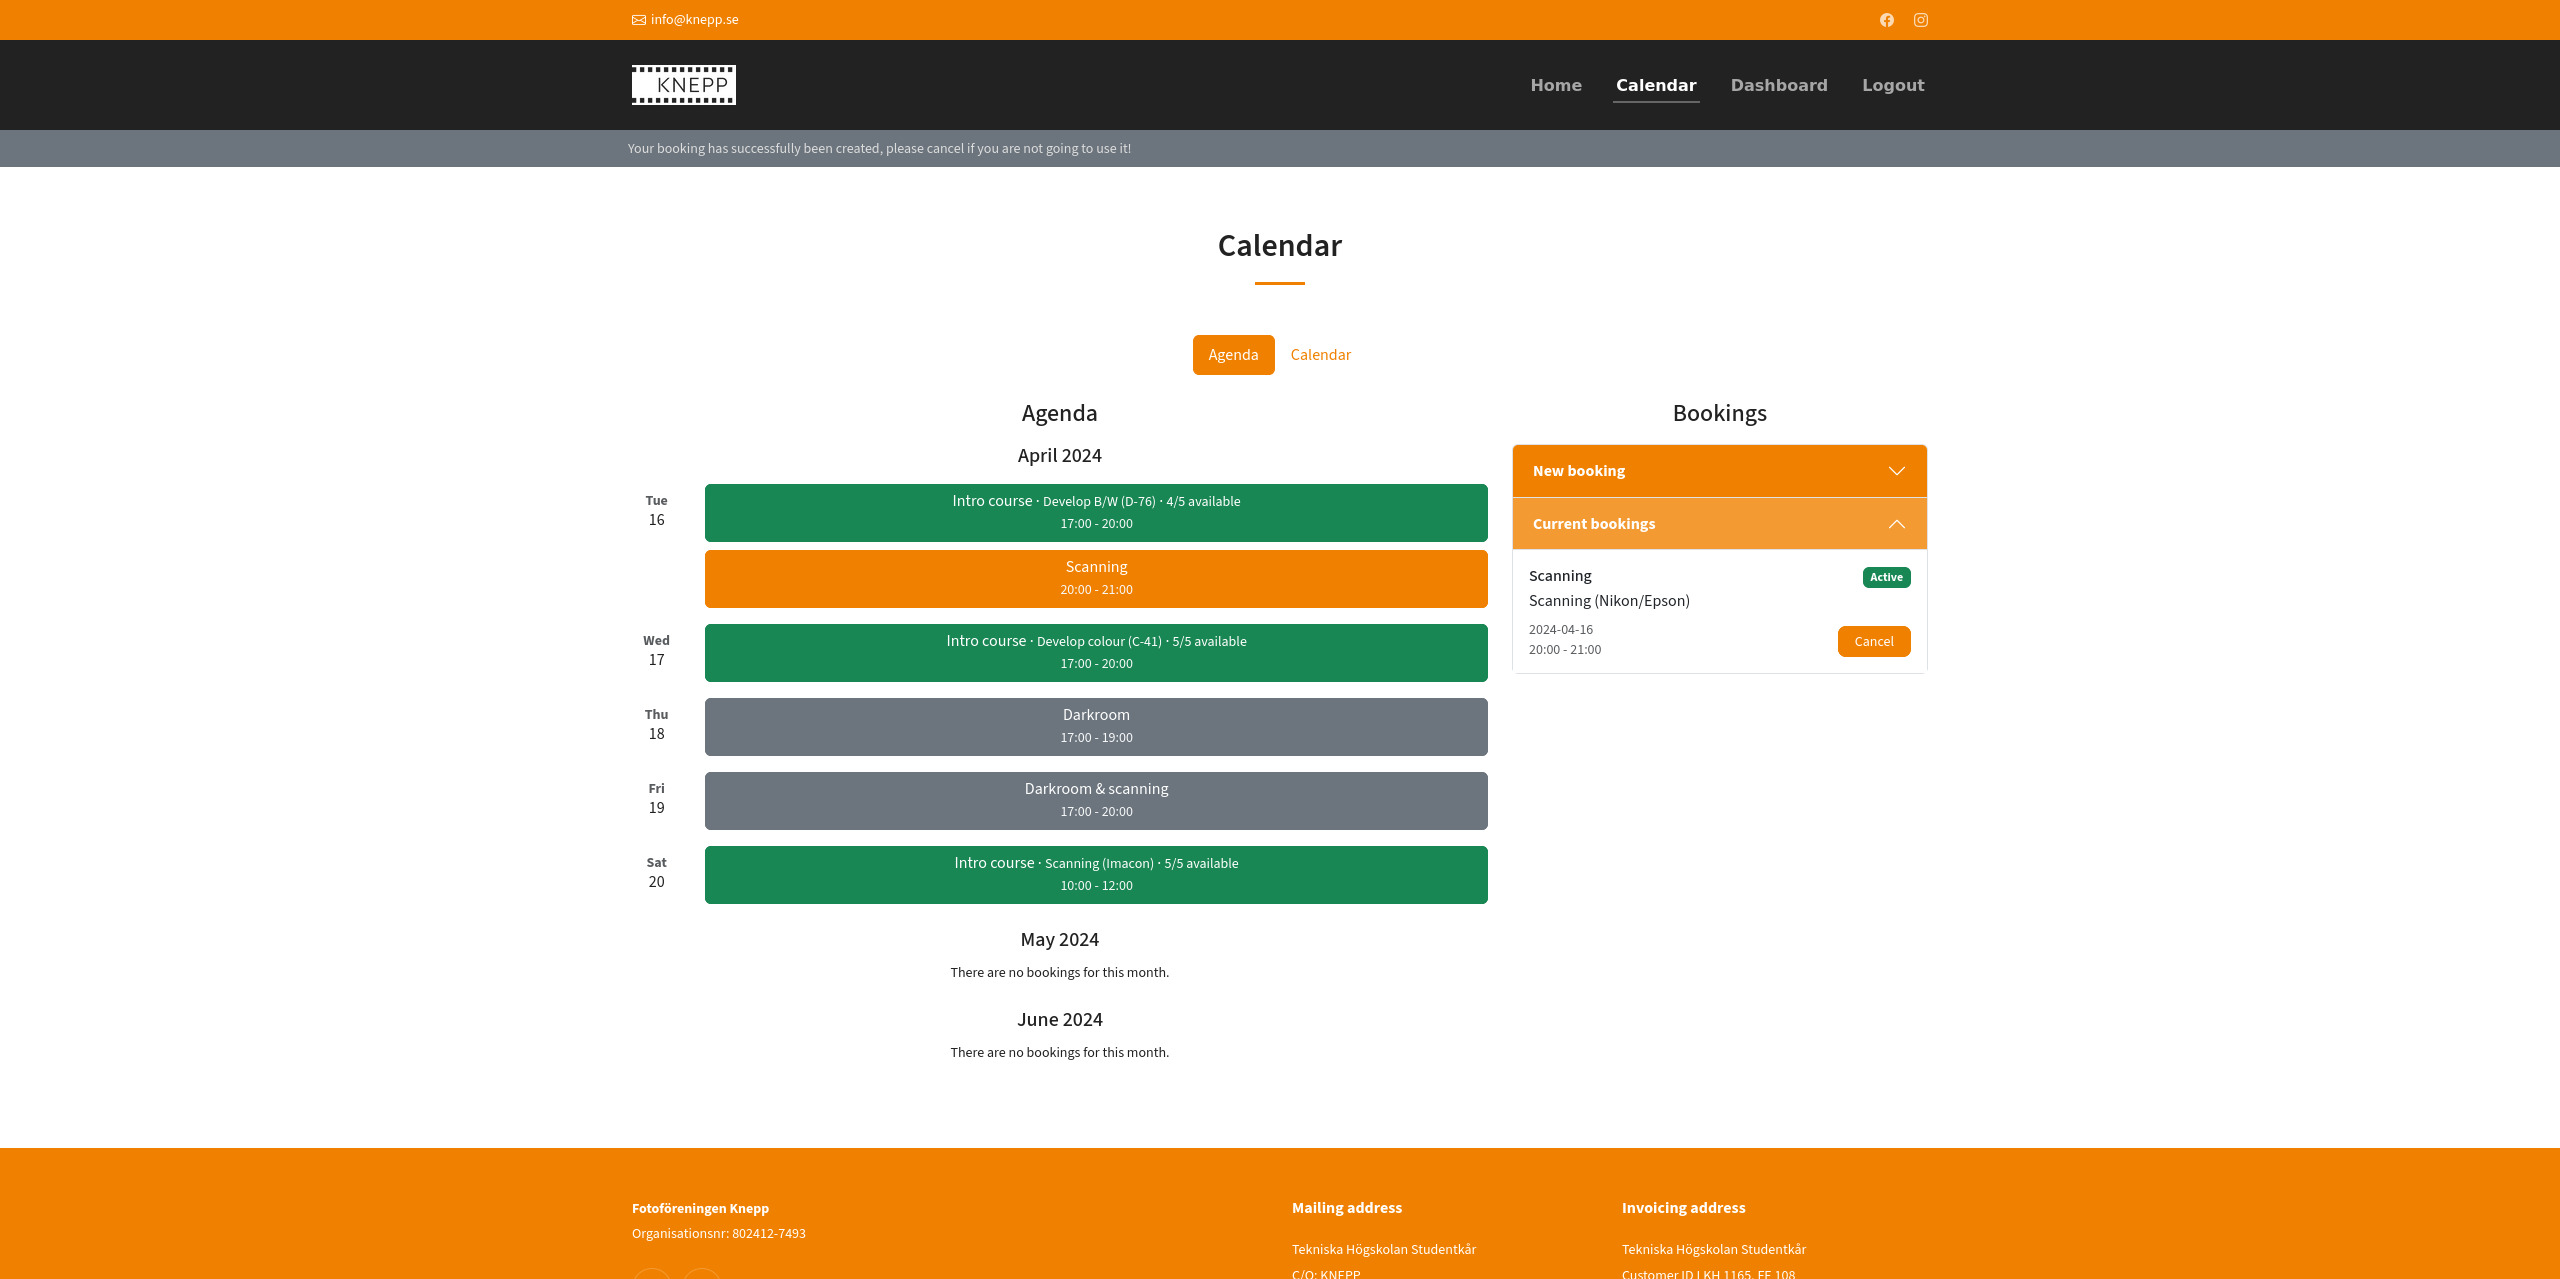 info@knepp.se
KNEPP
Home Calendar Dashboard Logout
Your booking has successfully been created, please cancel if you are not going to use it!
Calendar
Agenda Calendar
Agenda
April 2024
Tue
16
Intro course · Develop B/W (D-76) · 4/5 available
17:00 - 20:00
Scanning
20:00 - 21:00
Wed
17
Intro course · Develop colour (C-41) · 5/5 available
17:00 - 20:00
Thu
18
Darkroom
17:00 - 19:00
Fri
19
Darkroom & scanning
17:00 - 20:00
Sat
20
Intro course · Scanning (Imacon) · 5/5 available
10:00 - 12:00
May 2024
There are no bookings for this month.
June 2024
There are no bookings for this month.
Bookings
New booking
Current bookings
Scanning
Active
Scanning (Nikon/Epson)
2024-04-16
20:00 - 21:00
Cancel
Fotoföreningen Knepp
Organisationsnr: 802412-7493
Mailing address
Tekniska Högskolan Studentkår
C/O: KNEPP
Invoicing address
Tekniska Högskolan Studentkår
Customer ID LKH 1165, FE 108